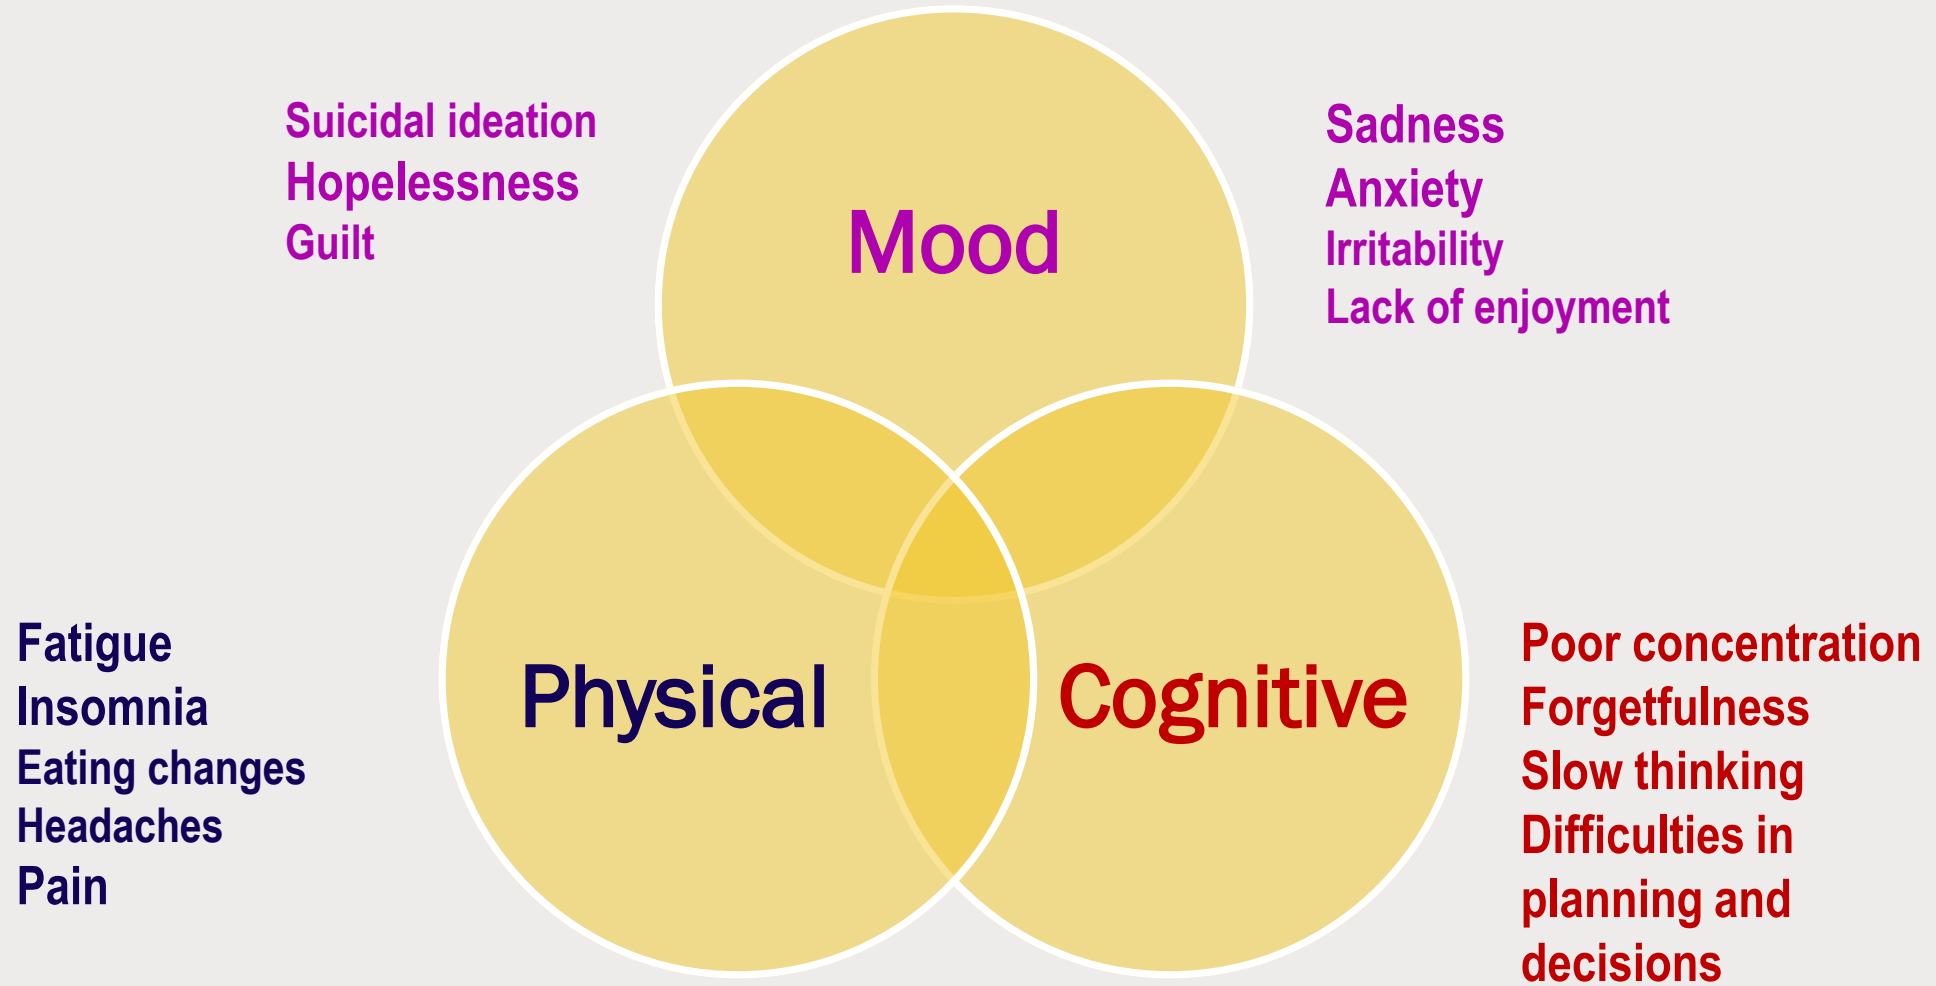 Suicidal ideation
Hopelessness
Guilt
Mood
Sadness
Anxiety
Irritability
Lack of enjoyment
Fatigue
Insomnia
Eating changes
Headaches
Pain
Physical
Cognitive
Poor concentration
Forgetfulness
Slow thinking
Difficulties in
planning and
decisions